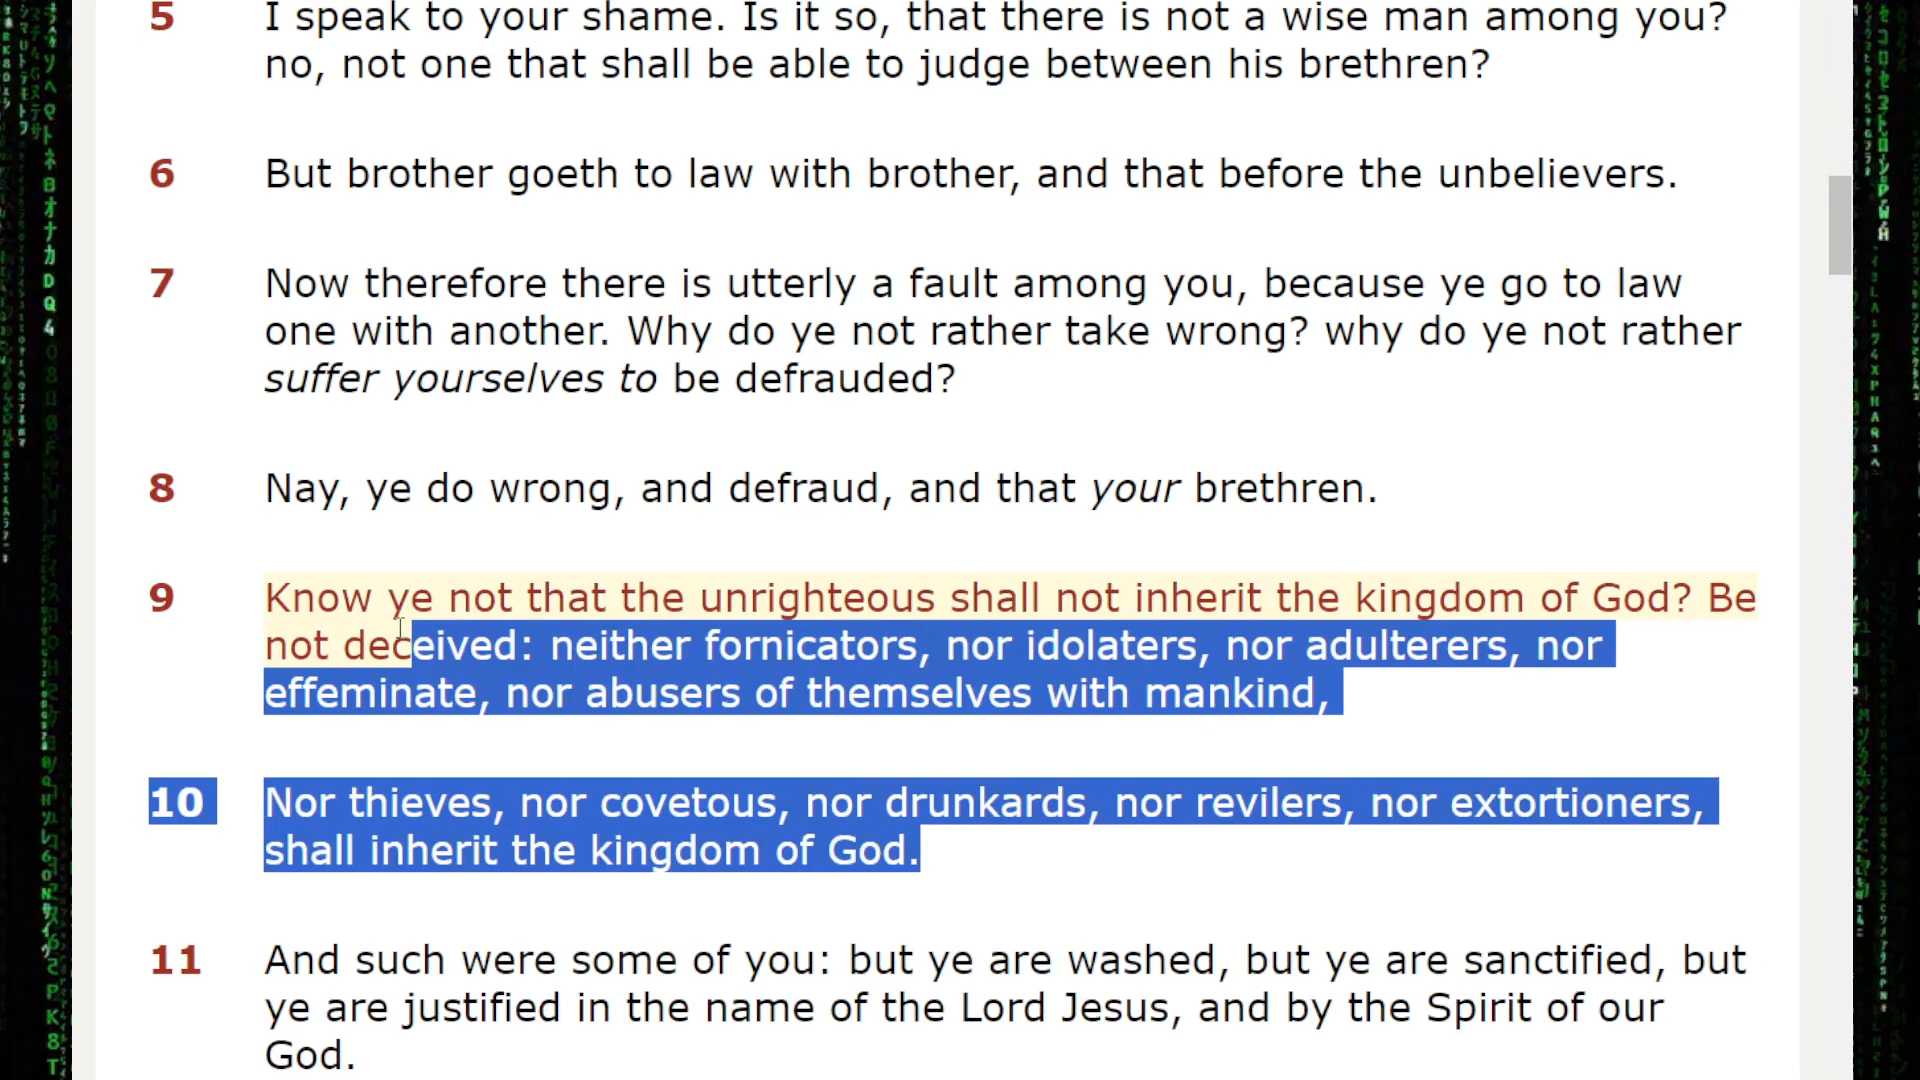 5 I speak to your shame. Is it so, that there is not a wise man among you?
no, not one that shall be able to judge between his brethren?
6 But brother goeth to law with brother, and that before the unbelievers.
7 Now therefore there is utterly a fault among you, because ye go to law
one with another. Why do ye not rather take wrong? why do ye not rather
suffer yourselves to be defrauded?
8 Nay, ye do wrong, and defraud, and that your brethren.
9 Know ye not that the unrighteous shall not inherit the kingdom of God? Be
not deceived: neither fornicators, nor idolaters, nor adulterers, nor
effeminate, nor abusers of themselves with mankind,
10 Nor thieves, nor covetous, nor drunkards, nor revilers, nor extortioners,
shall inherit the kingdom of God.
11 And such were some of you: but ye are washed, but ye are sanctified, but
ye are justified in the name of the Lord Jesus, and by the Spirit of our
God.